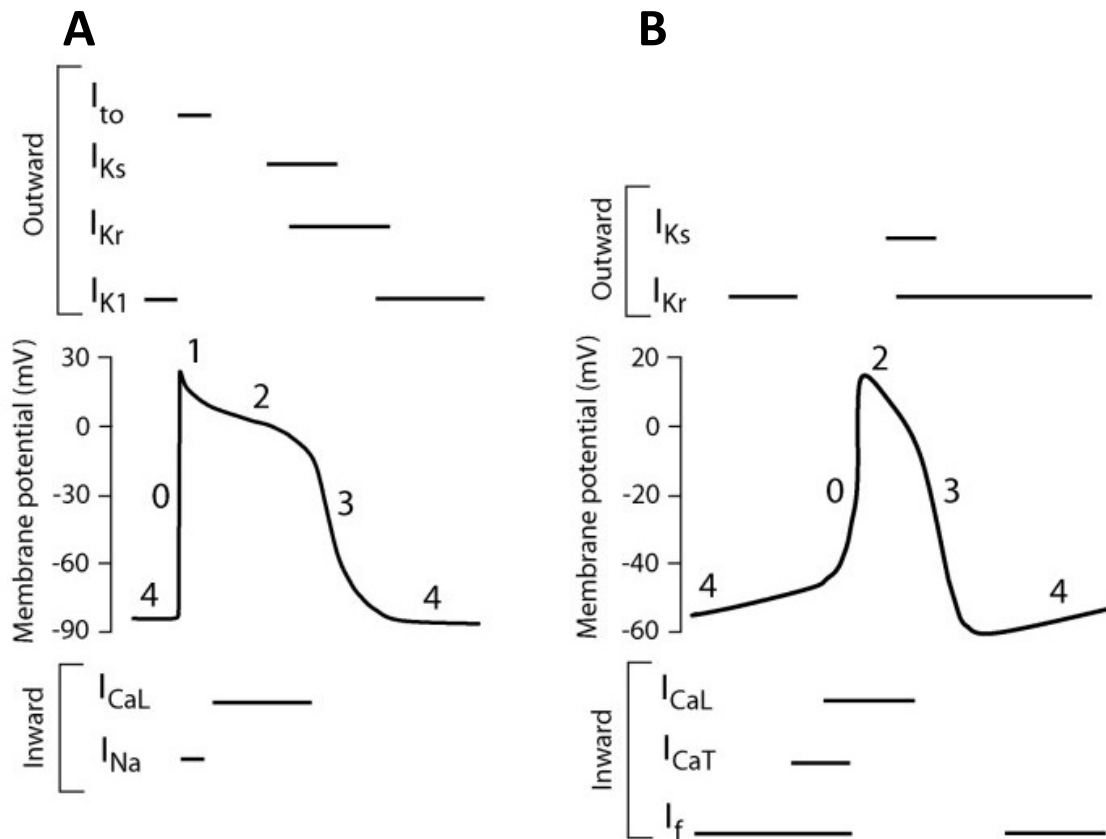 A
Outward
I_to
I_Ks
I_Kr
I_K1
Membrane potential (mV)
30
0
-30
-60
-90
4
0
1
2
3
4
Inward
I_CaL
I_Na
B
Outward
I_Ks
I_Kr
Membrane potential (mV)
20
0
-20
-40
-60
4
0
2
3
4
Inward
I_CaL
I_CaT
I_f